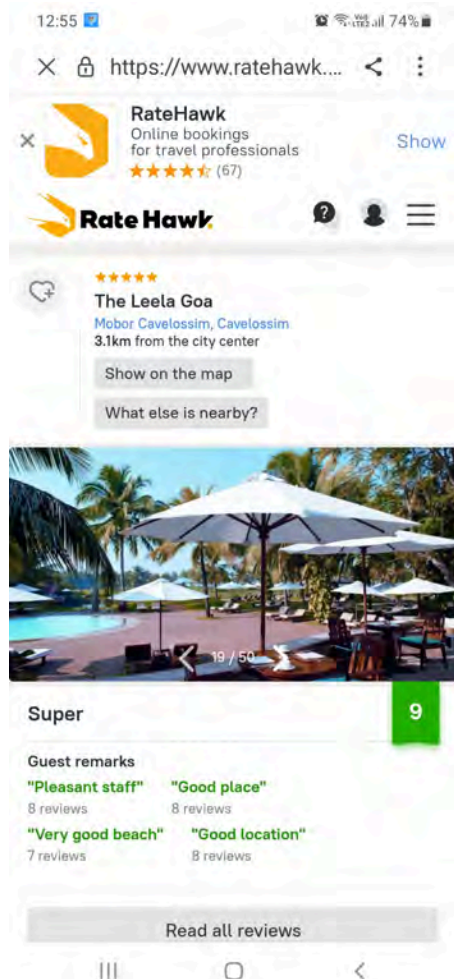 12:55
74%
https://www.ratehawk....
RateHawk
Online bookings
for travel professionals
(67)
Show
Rate Hawk.
The Leela Goa
Mobor Cavelossim, Cavelossim
3.1km from the city center
Show on the map
What else is nearby?
19 / 50
Super
9
Guest remarks
"Pleasant staff" "Good place"
8 reviews 8 reviews
"Very good beach" "Good location"
7 reviews 8 reviews
Read all reviews